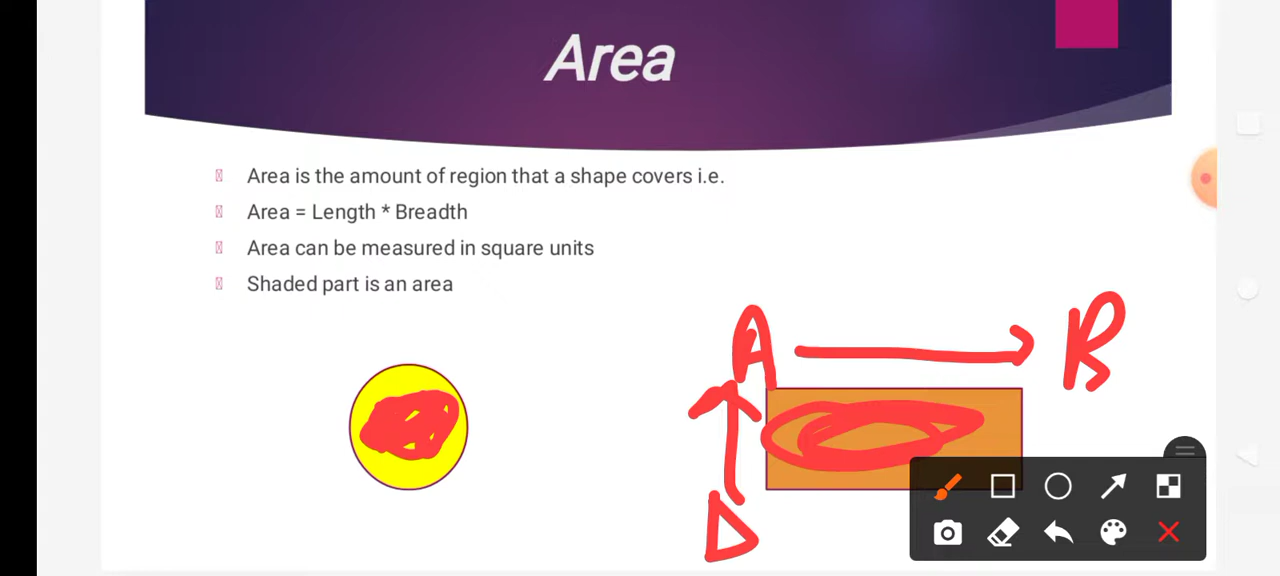 Area
Area is the amount of region that a shape covers i.e.
Area = Length * Breadth
Area can be measured in square units
Shaded part is an area
A B
D